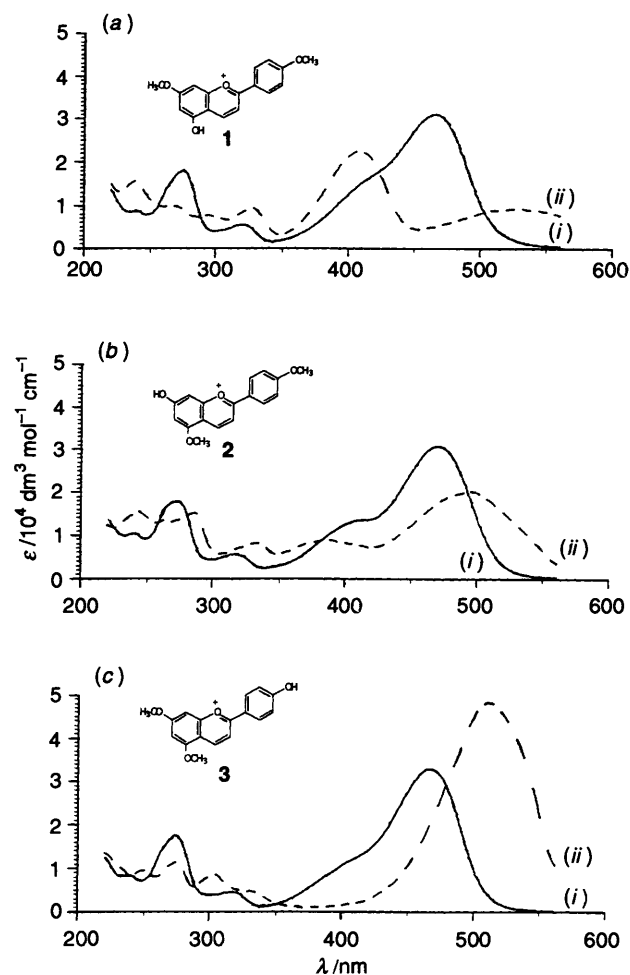 (a)
5
4
3
2
1
0
OCH₃
H₃CO
+
O
OH
1
(ii)
(i)
200 300 400 500 600
(b)
5
4
3
2
1
0
OCH₃
HO
+
O
OCH₃
2
(i)
(ii)
200 300 400 500 600
ε /10⁴ dm³ mol⁻¹ cm⁻¹
(c)
5
4
3
2
1
0
OH
H₃CO
+
O
OCH₃
3
(ii)
(i)
200 300 400 500 600
λ /nm